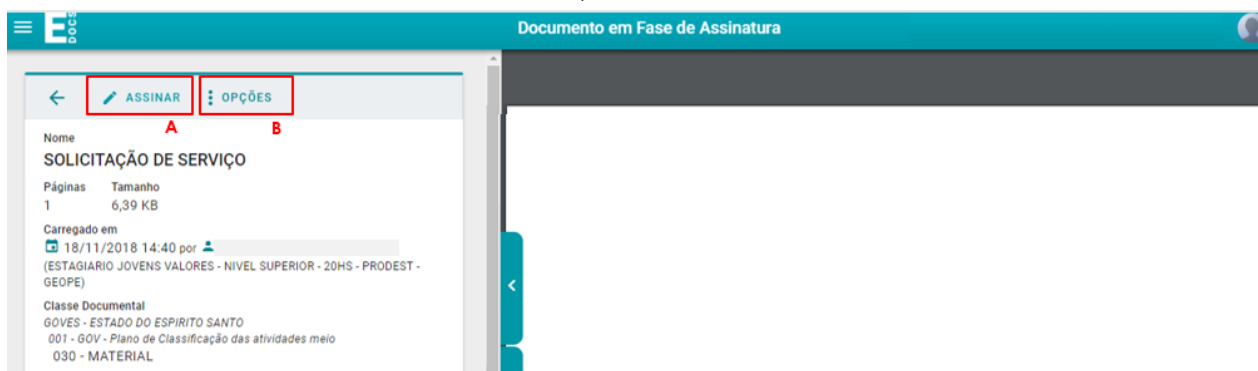 E DOCS
Documento em Fase de Assinatura
ASSINAR
OPÇÕES
A
B
Nome
SOLICITAÇÃO DE SERVIÇO
Páginas Tamanho
1 6,39 KB
Carregado em
18/11/2018 14:40 por
(ESTAGIARIO JOVENS VALORES - NIVEL SUPERIOR - 20HS - PRODEST -
GEOPE)
Classe Documental
GOVES - ESTADO DO ESPIRITO SANTO
001 - GOV - Plano de Classificação das atividades meio
030 - MATERIAL